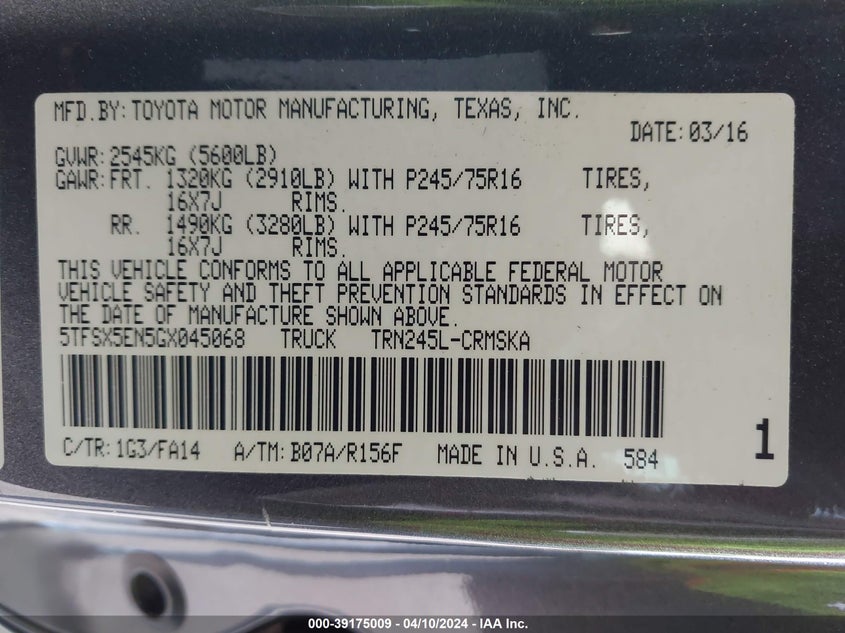 MFD.BY: TOYOTA MOTOR MANUFACTURING, TEXAS, INC.
DATE: 03/16
GVWR: 2545KG (5600LB)
GAWR: FRT. 1320KG (2910LB) WITH P245/75R16 TIRES,
16X7J RIMS.
RR. 1490KG (3280LB) WITH P245/75R16 TIRES,
16X7J RIMS.
THIS VEHICLE CONFORMS TO ALL APPLICABLE FEDERAL MOTOR
VEHICLE SAFETY AND THEFT PREVENTION STANDARDS IN EFFECT ON
THE DATE OF MANUFACTURE SHOWN ABOVE.
5TFSX5EN5GX045068 TRUCK TRN245L-CRMSKA
C/TR: 1G3/FA14 A/TM: B07A/R156F MADE IN U.S.A. 584
1
000-39175009 - 04/10/2024 - IAA Inc.